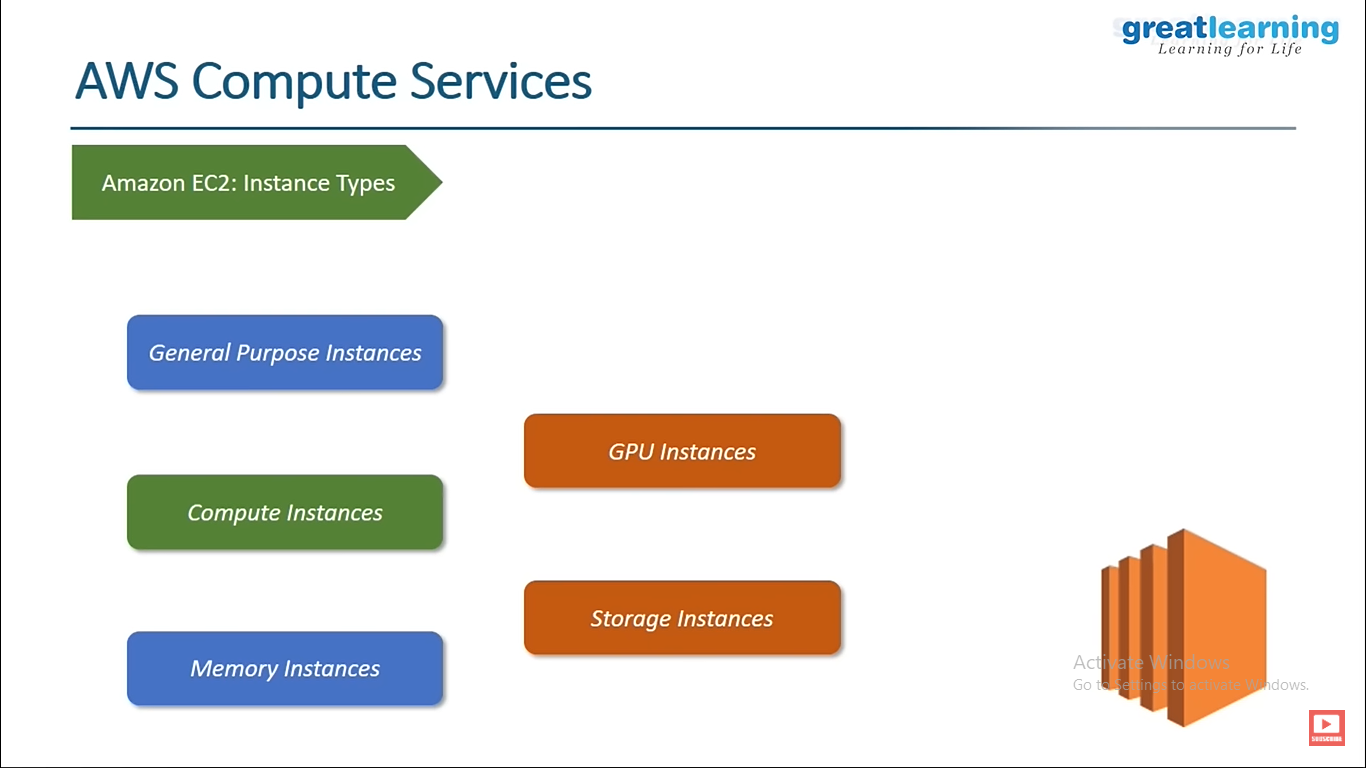 greatlearning
Learning for Life
AWS Compute Services
Amazon EC2: Instance Types
General Purpose Instances
GPU Instances
Compute Instances
Storage Instances
Memory Instances
Activate Windows
Go to Settings to activate Windows.
SUBSCRIBE